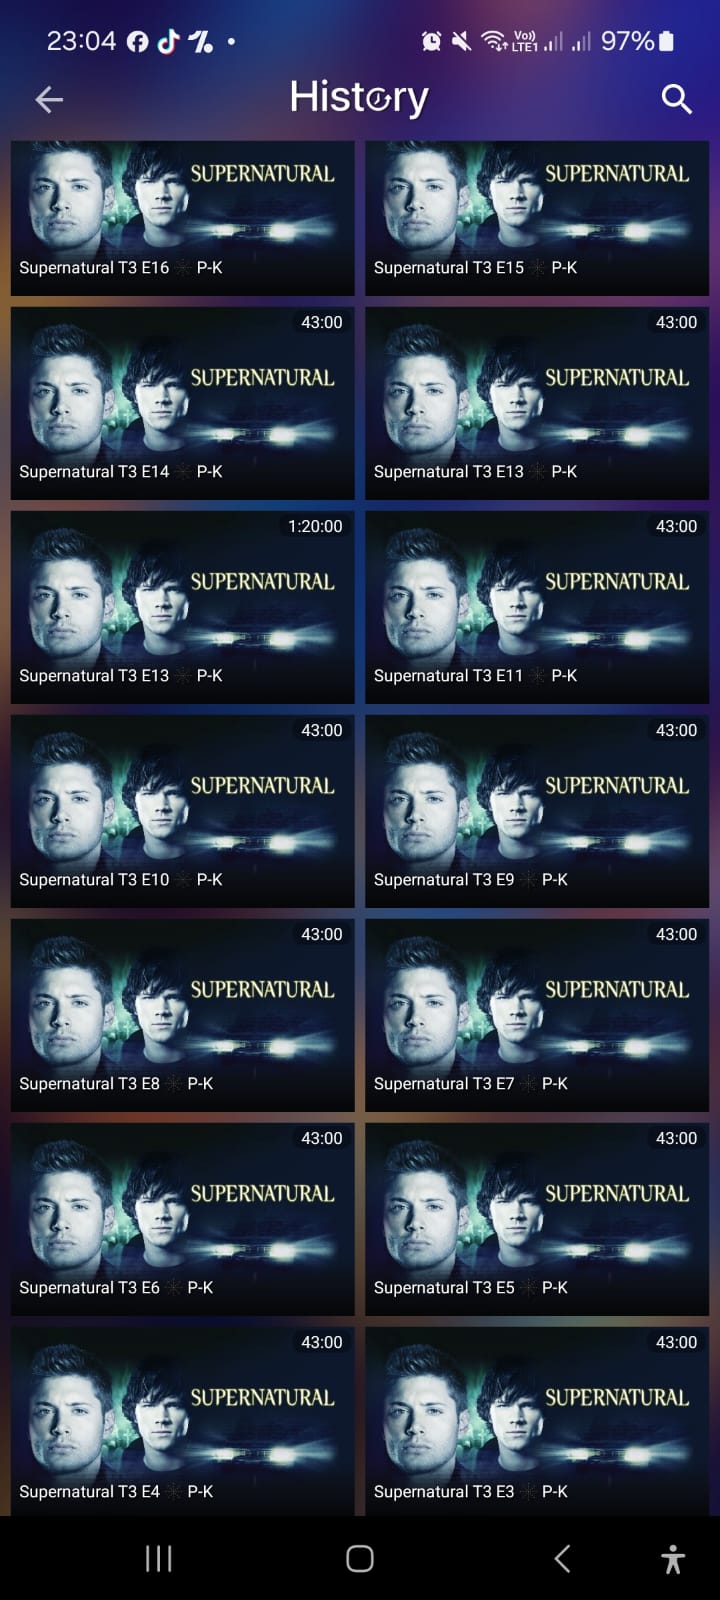 23:04
Vo))
LTE1
97%
History
SUPERNATURAL
Supernatural T3 E16 P-K
SUPERNATURAL
Supernatural T3 E15 P-K
43:00
SUPERNATURAL
Supernatural T3 E14 P-K
43:00
SUPERNATURAL
Supernatural T3 E13 P-K
1:20:00
SUPERNATURAL
Supernatural T3 E13 P-K
43:00
SUPERNATURAL
Supernatural T3 E11 P-K
43:00
SUPERNATURAL
Supernatural T3 E10 P-K
43:00
SUPERNATURAL
Supernatural T3 E9 P-K
43:00
SUPERNATURAL
Supernatural T3 E8 P-K
43:00
SUPERNATURAL
Supernatural T3 E7 P-K
43:00
SUPERNATURAL
Supernatural T3 E6 P-K
43:00
SUPERNATURAL
Supernatural T3 E5 P-K
43:00
SUPERNATURAL
Supernatural T3 E4 P-K
43:00
SUPERNATURAL
Supernatural T3 E3 P-K